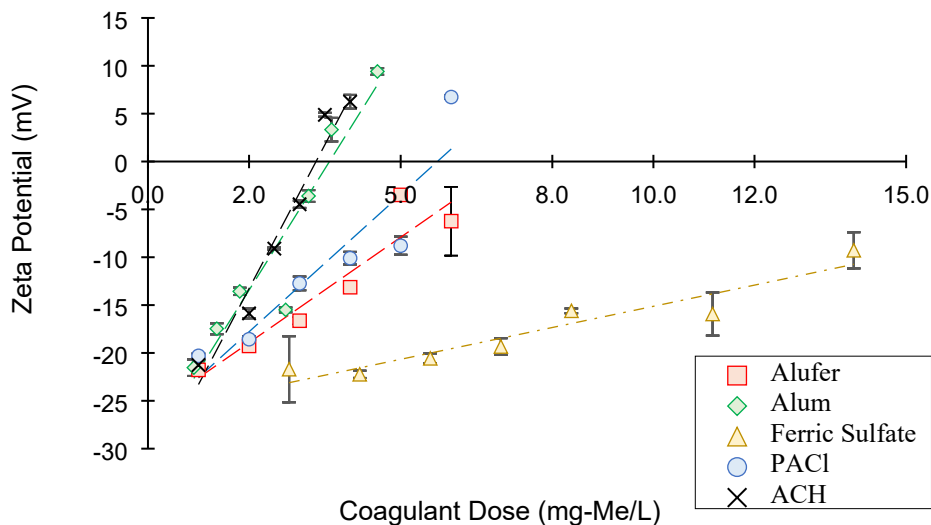 15
10
5
0
-5
-10
-15
-20
-25
-30
0.0 2.0 5.0 8.0 10.0 12.0 15.0
Zeta Potential (mV)
Coagulant Dose (mg-Me/L)
Alufer
Alum
Ferric Sulfate
PACl
ACH